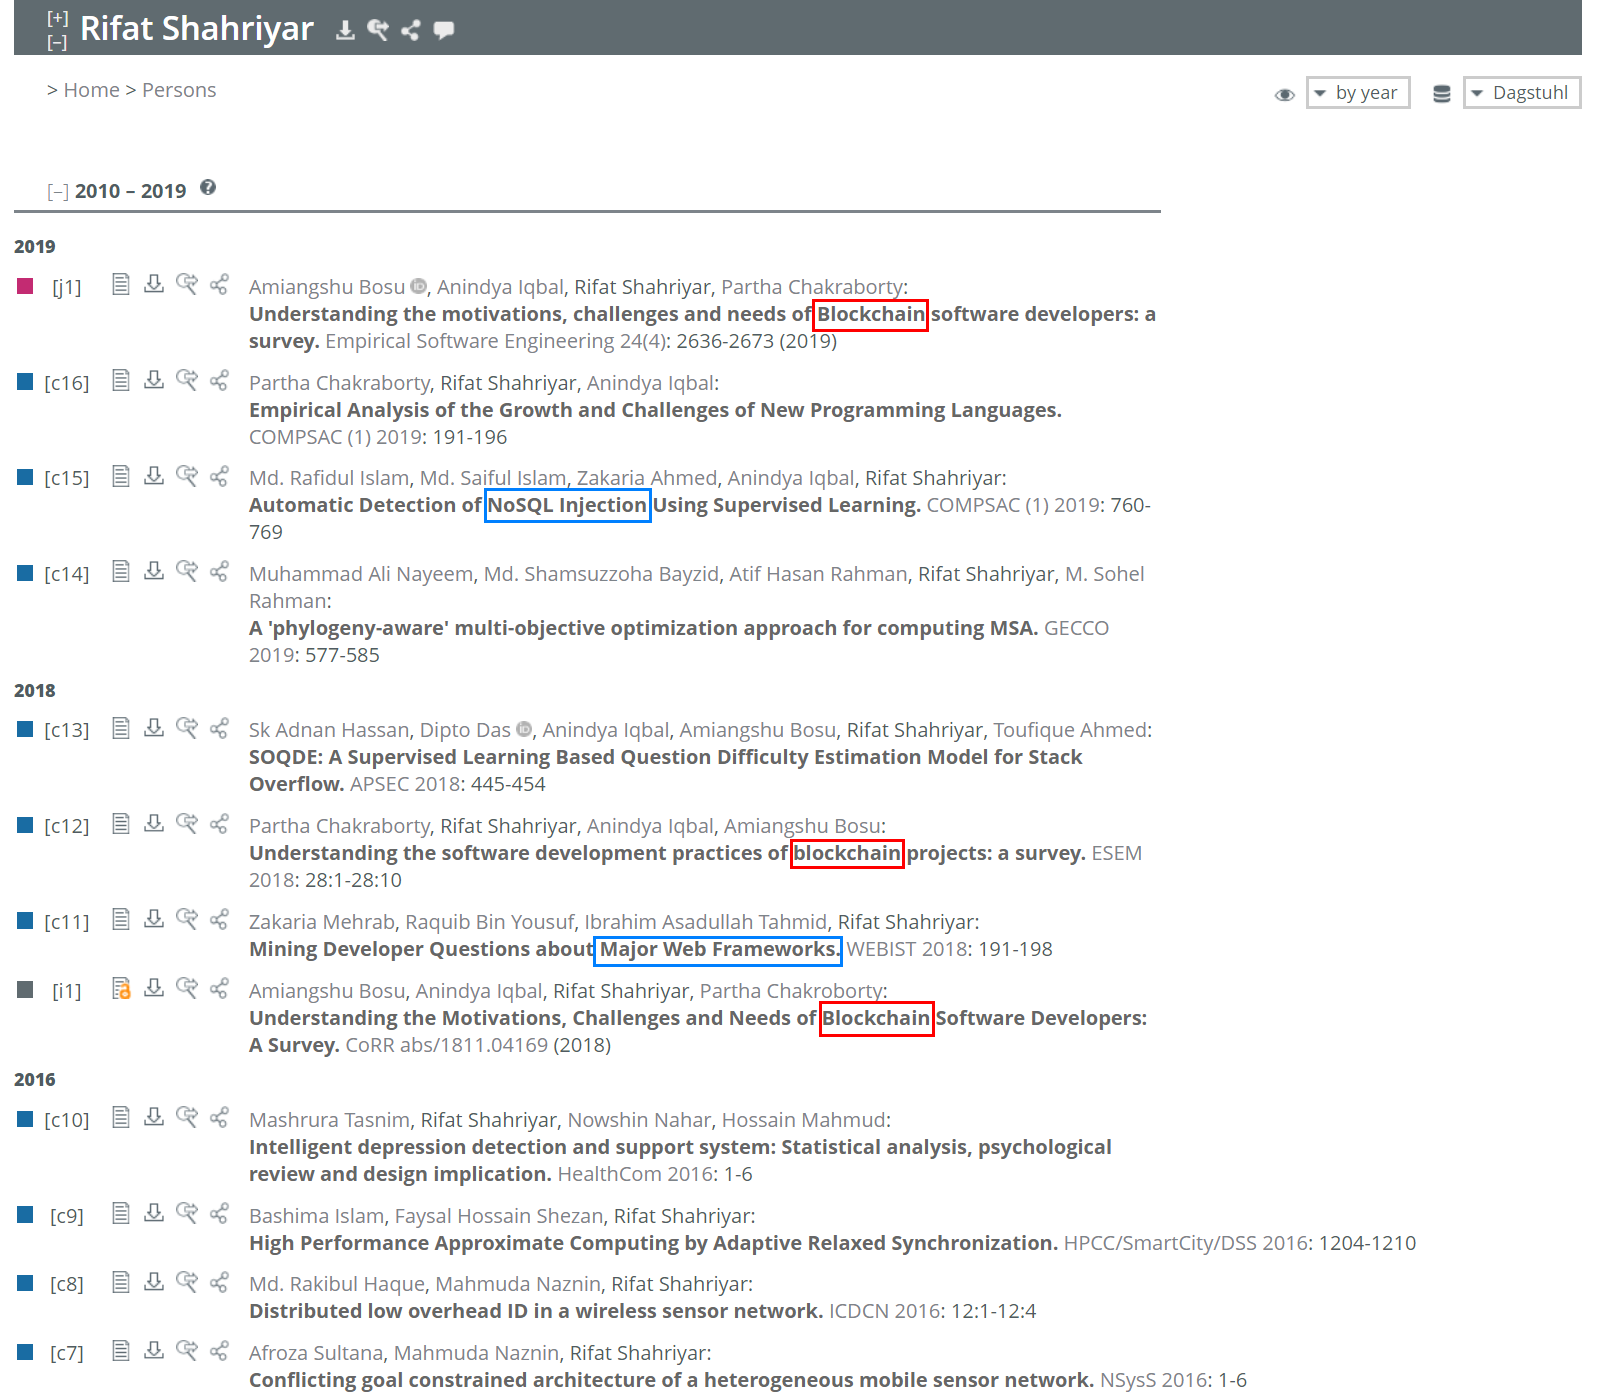 [+]
[–]
Rifat Shahriyar
> Home > Persons
by year
Dagstuhl
[–] 2010 – 2019 ?
2019
[j1]
Amiangshu Bosu iD, Anindya Iqbal, Rifat Shahriyar, Partha Chakraborty:
Understanding the motivations, challenges and needs of Blockchain software developers: a
survey. Empirical Software Engineering 24(4): 2636-2673 (2019)
[c16]
Partha Chakraborty, Rifat Shahriyar, Anindya Iqbal:
Empirical Analysis of the Growth and Challenges of New Programming Languages.
COMPSAC (1) 2019: 191-196
[c15]
Md. Rafidul Islam, Md. Saiful Islam, Zakaria Ahmed, Anindya Iqbal, Rifat Shahriyar:
Automatic Detection of NoSQL Injection Using Supervised Learning. COMPSAC (1) 2019: 760-
769
[c14]
Muhammad Ali Nayeem, Md. Shamsuzzoha Bayzid, Atif Hasan Rahman, Rifat Shahriyar, M. Sohel
Rahman:
A 'phylogeny-aware' multi-objective optimization approach for computing MSA. GECCO
2019: 577-585
2018
[c13]
Sk Adnan Hassan, Dipto Das iD, Anindya Iqbal, Amiangshu Bosu, Rifat Shahriyar, Toufique Ahmed:
SOQDE: A Supervised Learning Based Question Difficulty Estimation Model for Stack
Overflow. APSEC 2018: 445-454
[c12]
Partha Chakraborty, Rifat Shahriyar, Anindya Iqbal, Amiangshu Bosu:
Understanding the software development practices of blockchain projects: a survey. ESEM
2018: 28:1-28:10
[c11]
Zakaria Mehrab, Raquib Bin Yousuf, Ibrahim Asadullah Tahmid, Rifat Shahriyar:
Mining Developer Questions about Major Web Frameworks. WEBIST 2018: 191-198
[i1]
Amiangshu Bosu, Anindya Iqbal, Rifat Shahriyar, Partha Chakroborty:
Understanding the Motivations, Challenges and Needs of Blockchain Software Developers:
A Survey. CoRR abs/1811.04169 (2018)
2016
[c10]
Mashrura Tasnim, Rifat Shahriyar, Nowshin Nahar, Hossain Mahmud:
Intelligent depression detection and support system: Statistical analysis, psychological
review and design implication. HealthCom 2016: 1-6
[c9]
Bashima Islam, Faysal Hossain Shezan, Rifat Shahriyar:
High Performance Approximate Computing by Adaptive Relaxed Synchronization. HPCC/SmartCity/DSS 2016: 1204-1210
[c8]
Md. Rakibul Haque, Mahmuda Naznin, Rifat Shahriyar:
Distributed low overhead ID in a wireless sensor network. ICDCN 2016: 12:1-12:4
[c7]
Afroza Sultana, Mahmuda Naznin, Rifat Shahriyar:
Conflicting goal constrained architecture of a heterogeneous mobile sensor network. NSysS 2016: 1-6